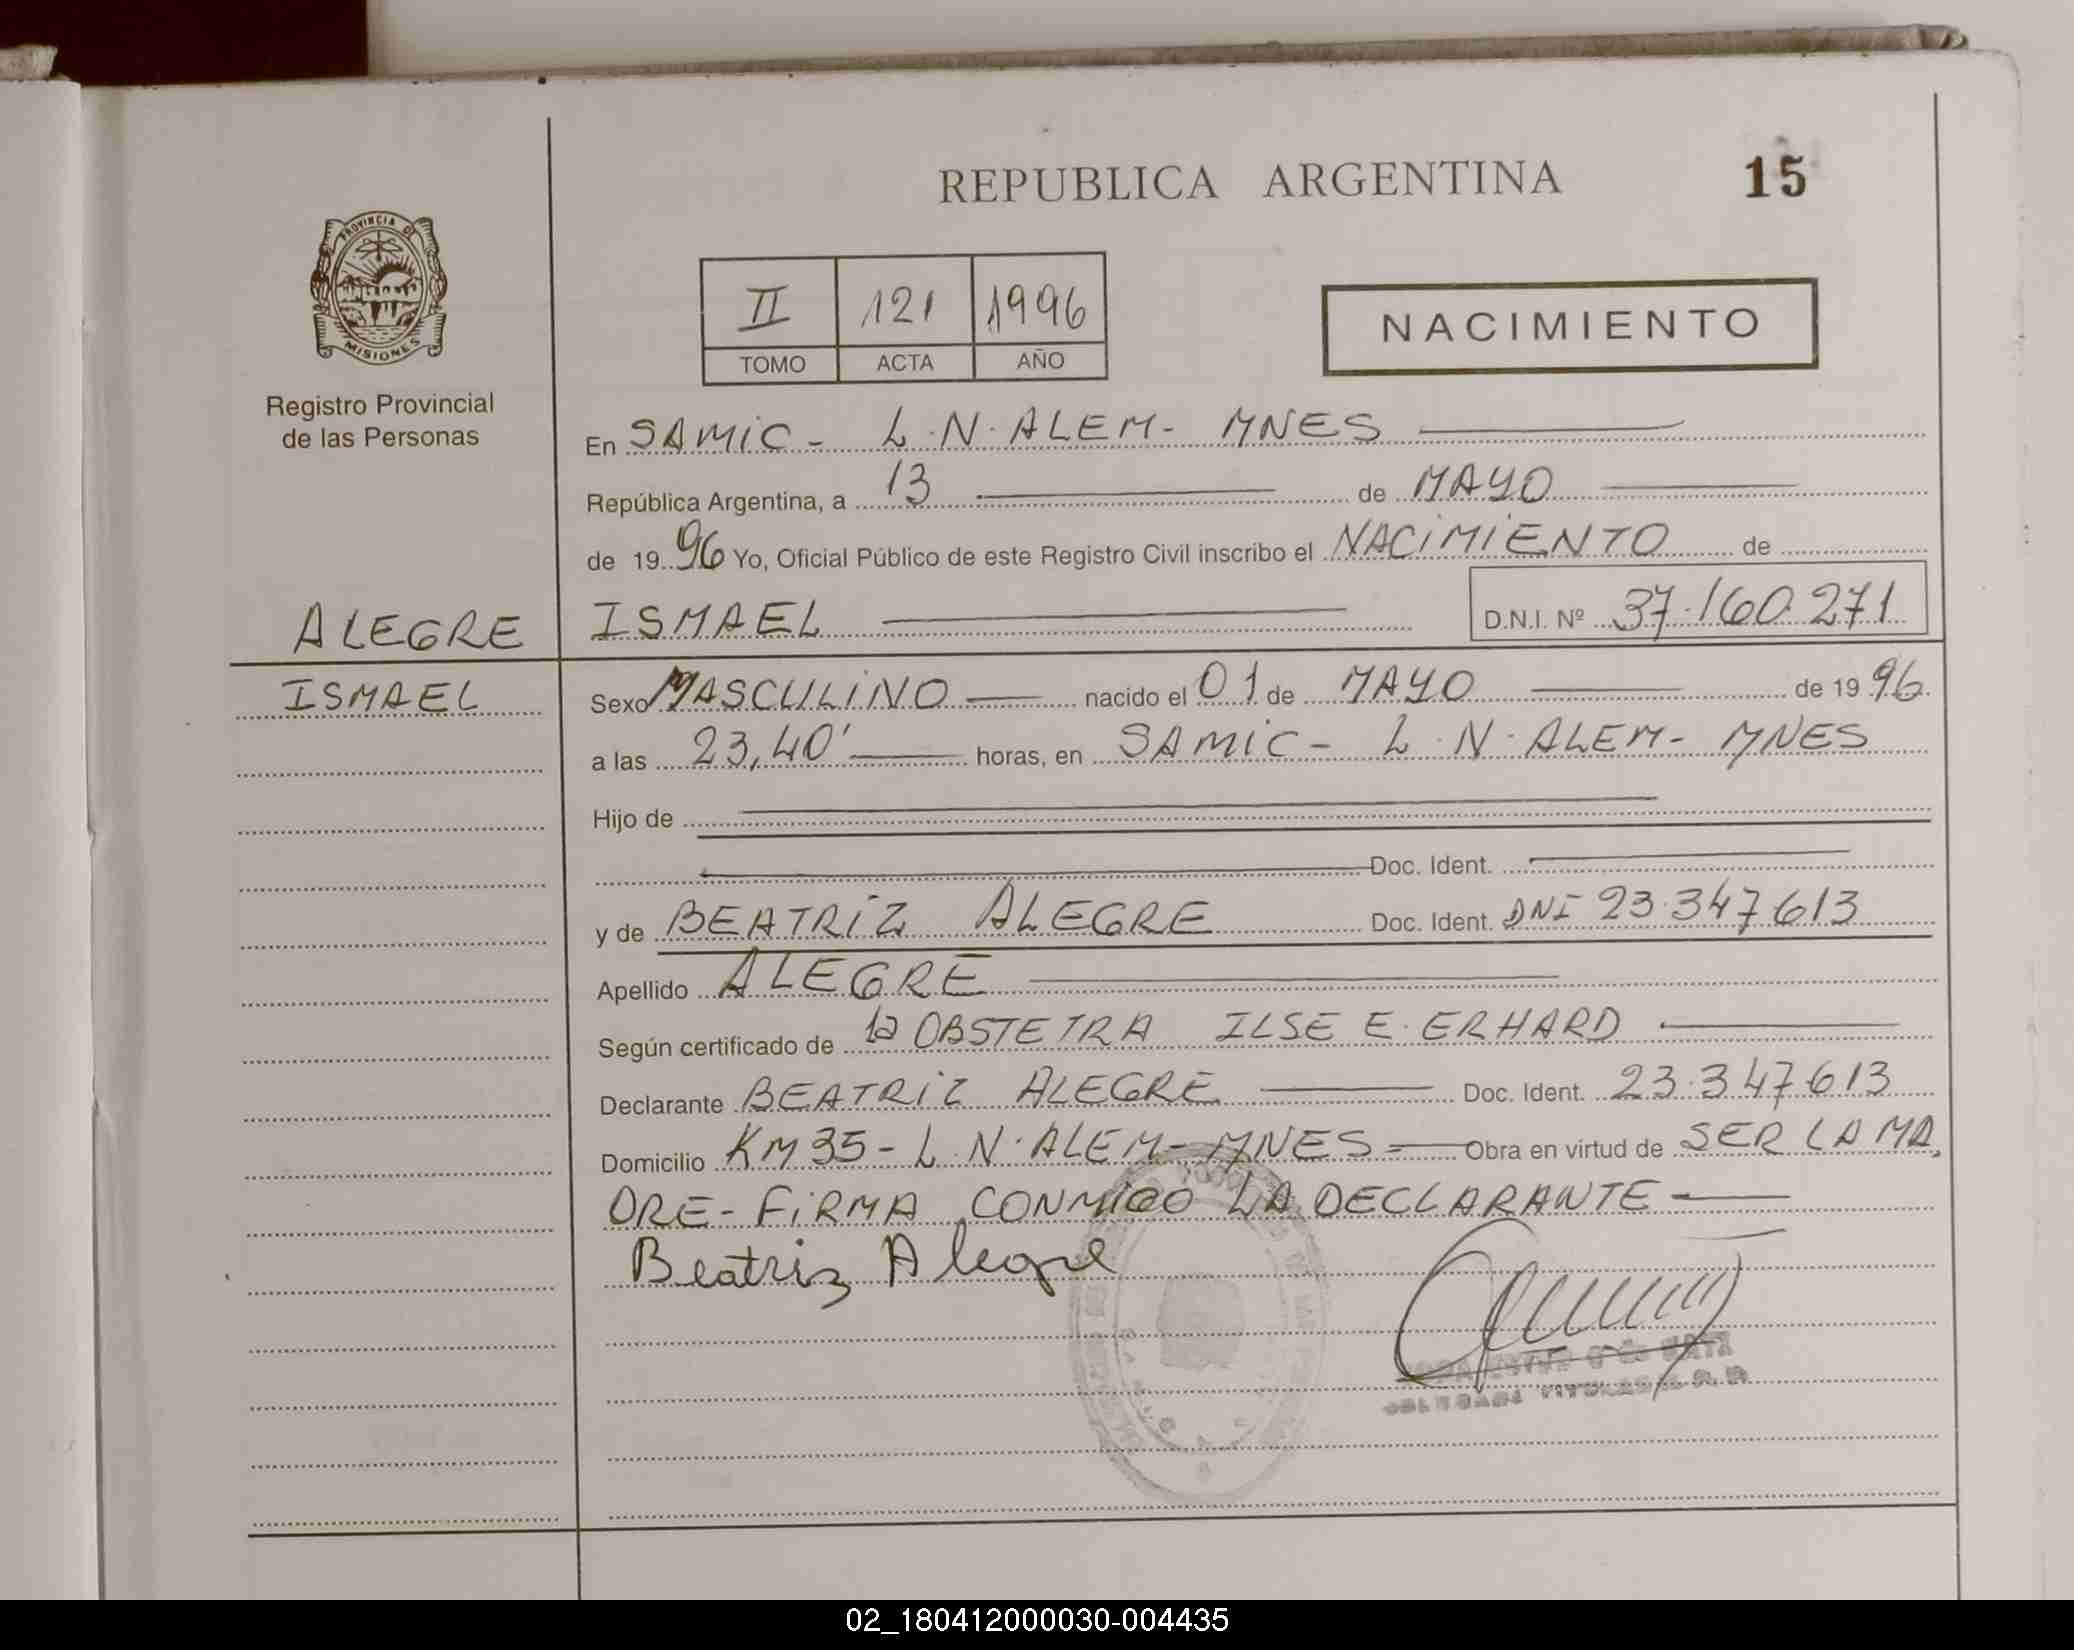 REPUBLICA ARGENTINA
15
PROVINCIA DE
MISIONES
Registro Provincial
de las Personas
II 121 1996
TOMO ACTA AÑO
NACIMIENTO
En SAMIC - L.N. ALEM - MNES
República Argentina, a 13 de MAYO
de 1996 Yo, Oficial Público de este Registro Civil inscribo el NACIMIENTO de
ALEGRE ISMAEL D.N.I. Nº 37.160.271
ISMAEL Sexo MASCULINO nacido el 01 de MAYO de 1996
a las 23,40' horas, en SAMIC - L.N. ALEM - MNES
Hijo de
Doc. Ident.
y de BEATRIZ ALEGRE Doc. Ident. DNI 23.347.613
Apellido ALEGRE
Según certificado de la OBSTETRA ILSE E. ERHARD
Declarante BEATRIZ ALEGRE Doc. Ident. 23.347.613
Domicilio KM 35 - L.N. ALEM - MNES = Obra en virtud de SER LA MA,
DRE - FIRMA CONMIGO LA DECLARANTE
Beatriz Alegre
02_180412000030-004435